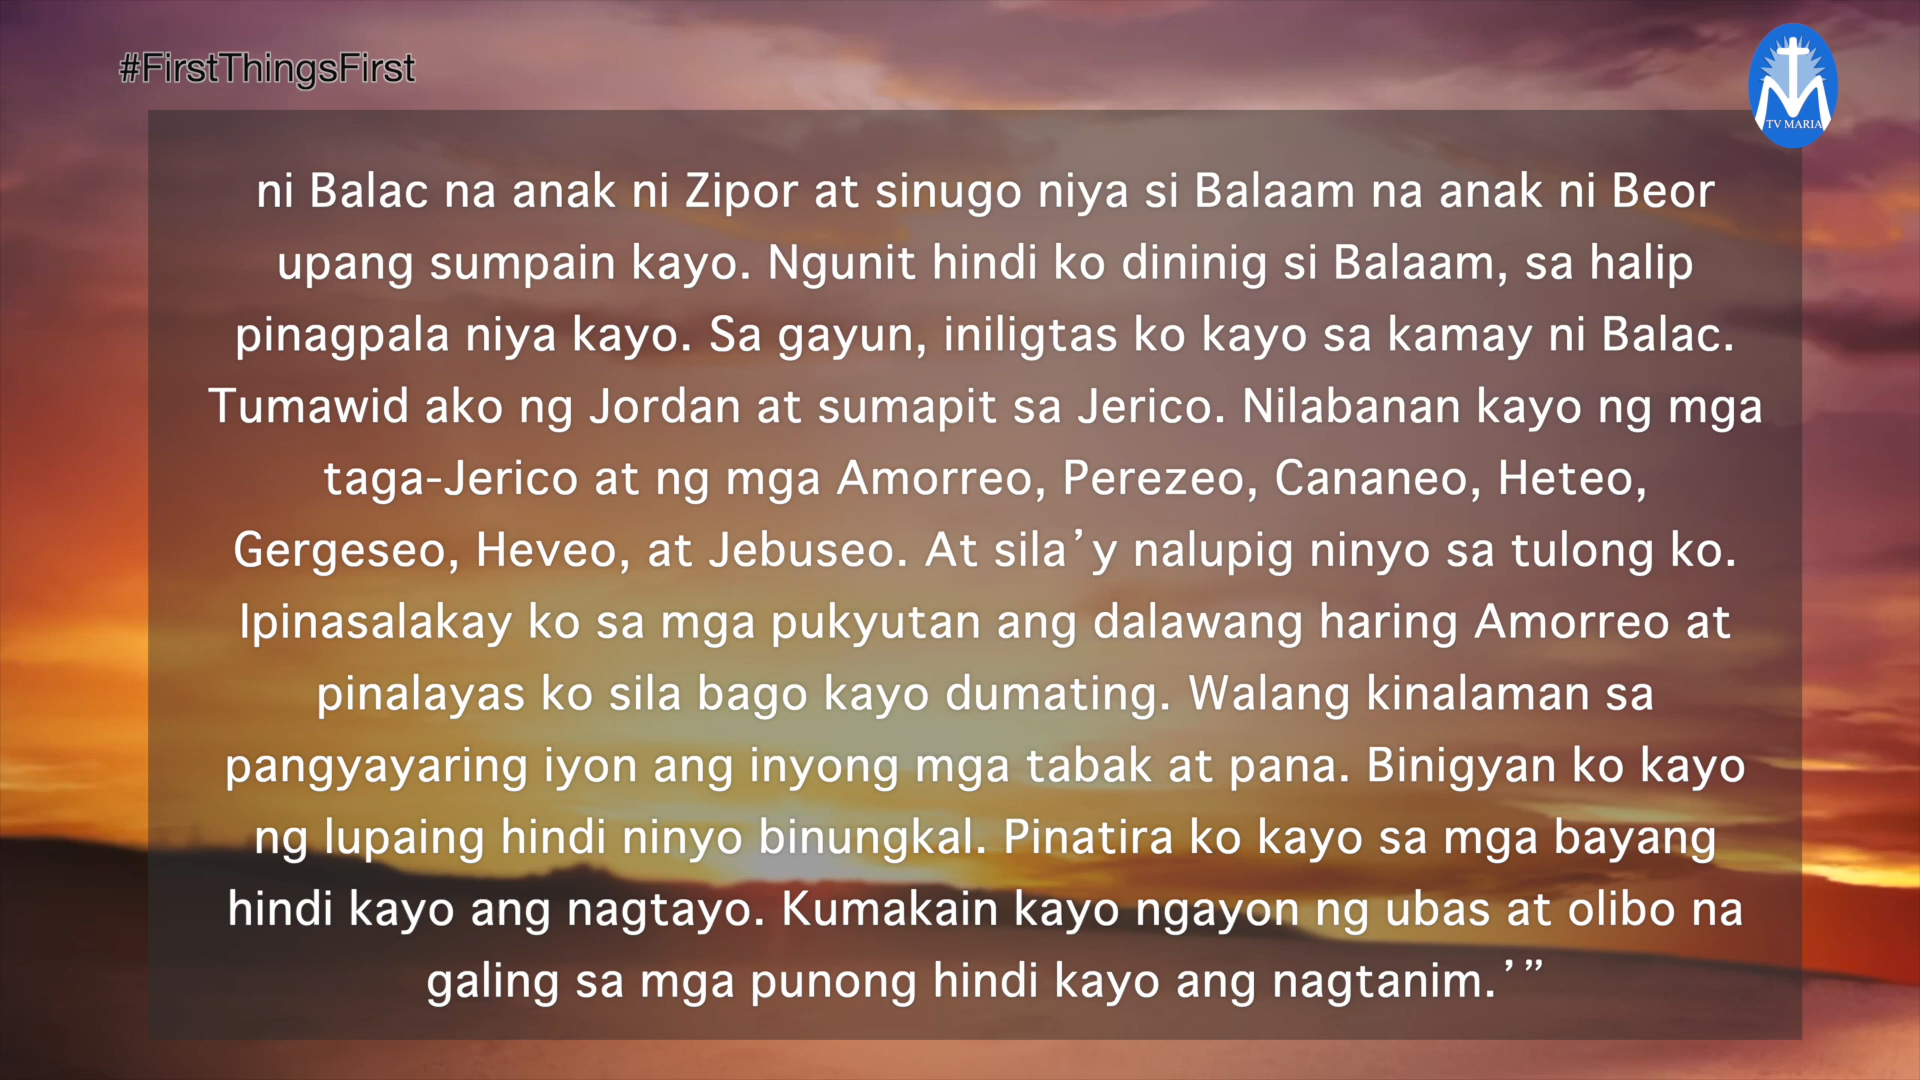 #FirstThingsFirst
TV MARIA
ni Balac na anak ni Zipor at sinugo niya si Balaam na anak ni Beor
upang sumpain kayo. Ngunit hindi ko dininig si Balaam, sa halip
pinagpala niya kayo. Sa gayun, iniligtas ko kayo sa kamay ni Balac.
Tumawid ako ng Jordan at sumapit sa Jerico. Nilabanan kayo ng mga
taga-Jerico at ng mga Amorreo, Perezeo, Cananeo, Heteo,
Gergeseo, Heveo, at Jebuseo. At sila’y nalupig ninyo sa tulong ko.
Ipinasalakay ko sa mga pukyutan ang dalawang haring Amorreo at
pinalayas ko sila bago kayo dumating. Walang kinalaman sa
pangyayaring iyon ang inyong mga tabak at pana. Binigyan ko kayo
ng lupaing hindi ninyo binungkal. Pinatira ko kayo sa mga bayang
hindi kayo ang nagtayo. Kumakain kayo ngayon ng ubas at olibo na
galing sa mga punong hindi kayo ang nagtanim.’”